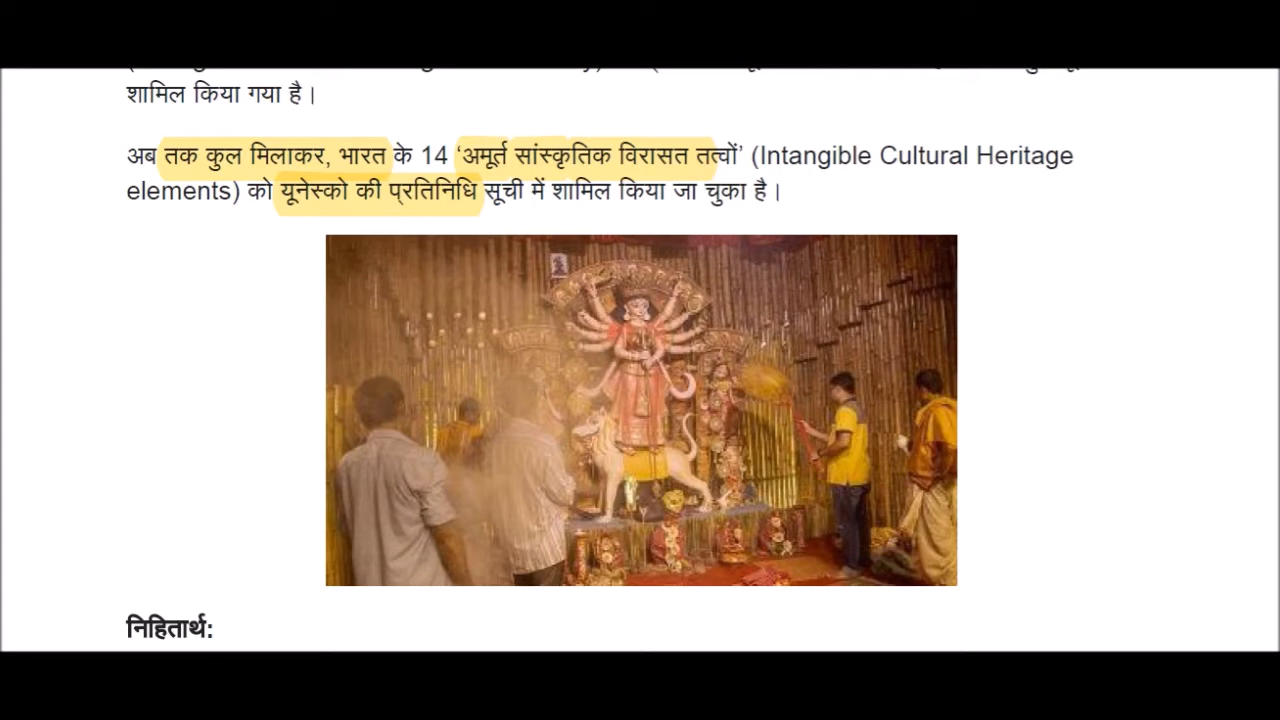 शामिल किया गया है।
अब तक कुल मिलाकर, भारत के 14 ‘अमूर्त सांस्कृतिक विरासत तत्वों’ (Intangible Cultural Heritage
elements) को यूनेस्को की प्रतिनिधि सूची में शामिल किया जा चुका है।
निहितार्थ: